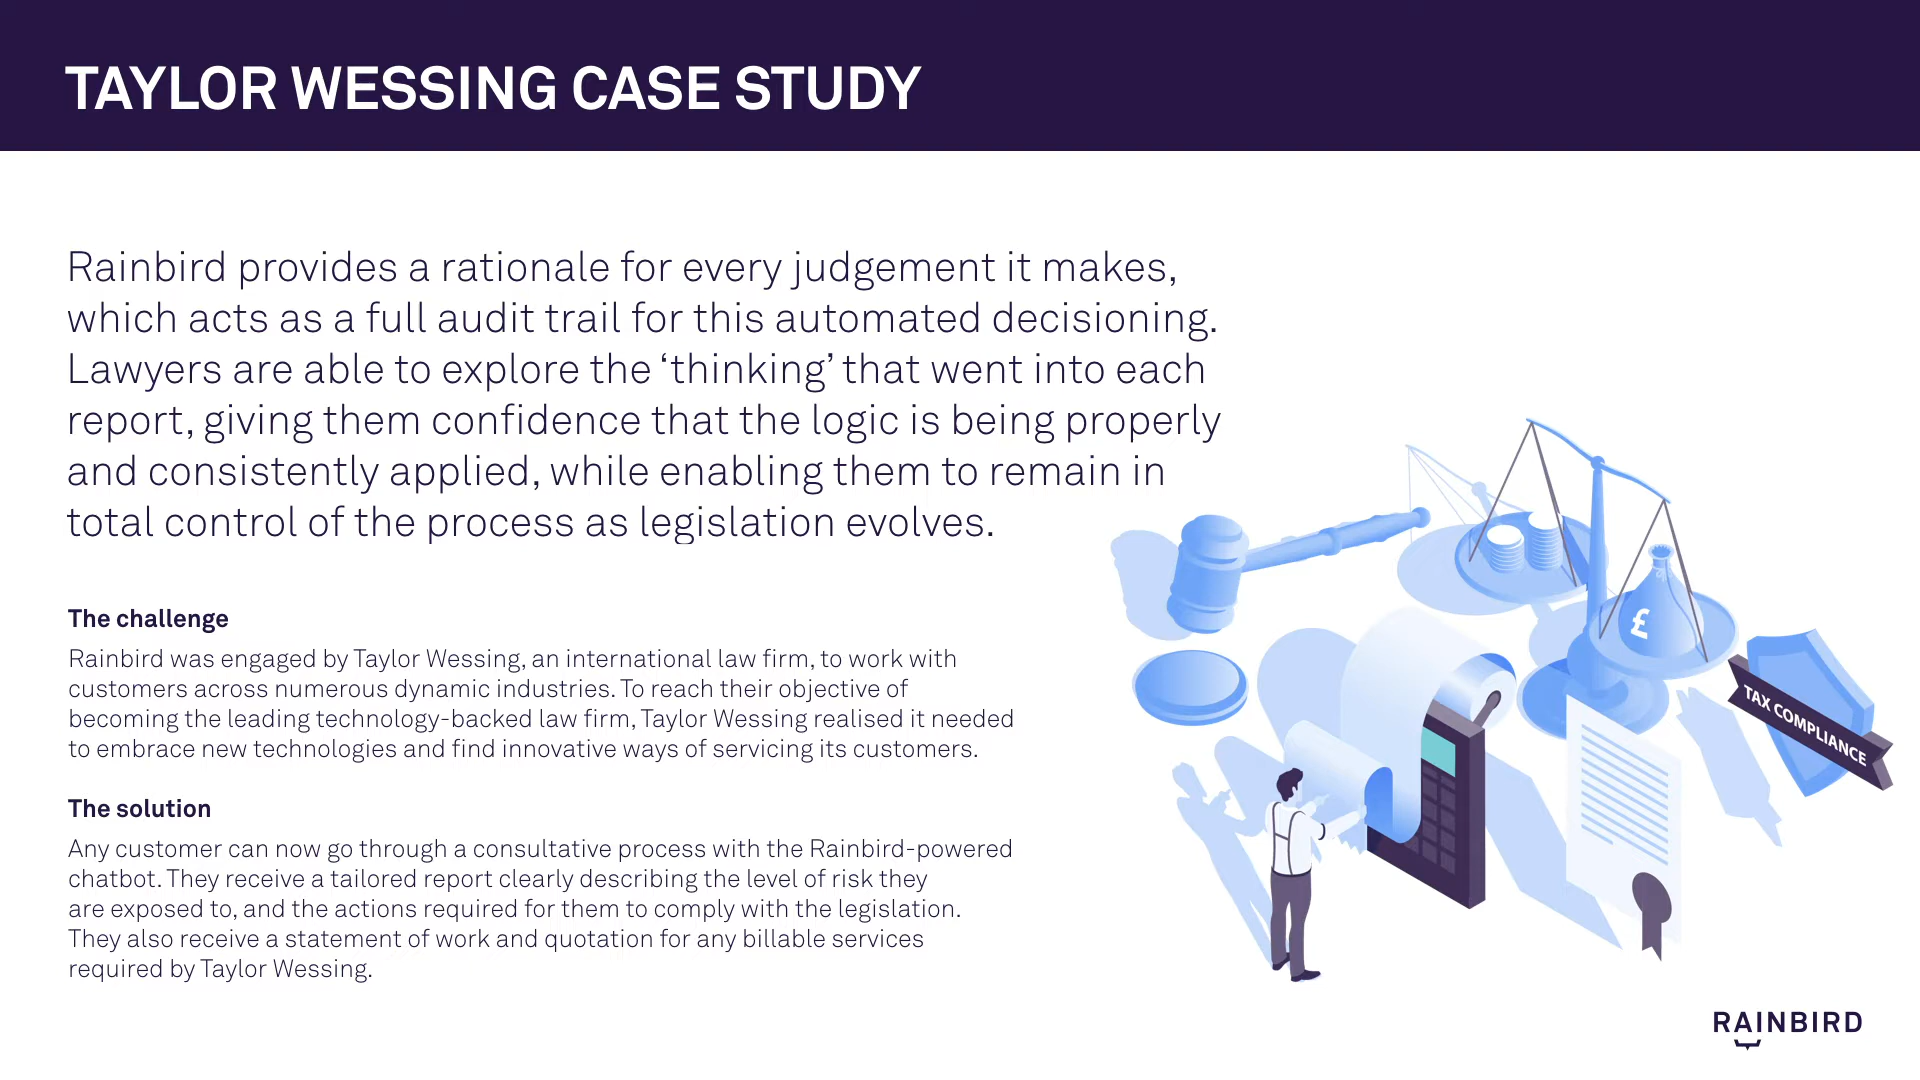 TAYLOR WESSING CASE STUDY
Rainbird provides a rationale for every judgement it makes,
which acts as a full audit trail for this automated decisioning.
Lawyers are able to explore the ‘thinking’ that went into each
report, giving them confidence that the logic is being properly
and consistently applied, while enabling them to remain in
total control of the process as legislation evolves.
The challenge
Rainbird was engaged by Taylor Wessing, an international law firm, to work with
customers across numerous dynamic industries. To reach their objective of
becoming the leading technology-backed law firm, Taylor Wessing realised it needed
to embrace new technologies and find innovative ways of servicing its customers.
The solution
Any customer can now go through a consultative process with the Rainbird-powered
chatbot. They receive a tailored report clearly describing the level of risk they
are exposed to, and the actions required for them to comply with the legislation.
They also receive a statement of work and quotation for any billable services
required by Taylor Wessing.
£
TAX COMPLIANCE
RAINBIRD